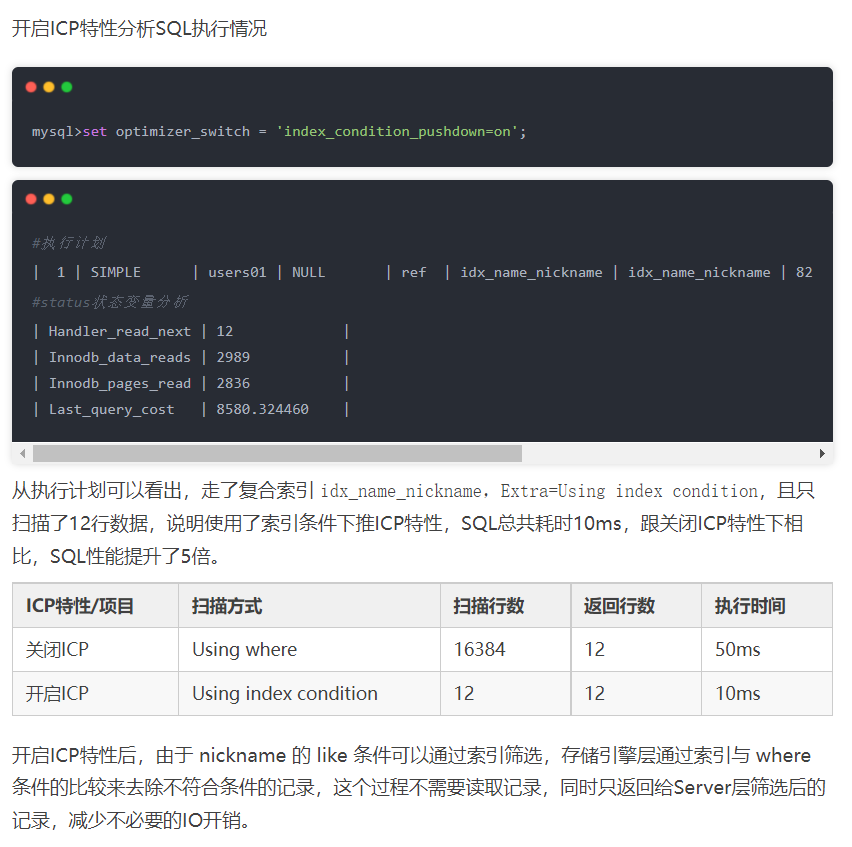 开启ICP特性分析SQL执行情况
mysql>set optimizer_switch = 'index_condition_pushdown=on';
#执行计划
|  1 | SIMPLE      | users01 | NULL       | ref  | idx_name_nickname | idx_name_nickname | 82
#status状态变量分析
| Handler_read_next | 12             |
| Innodb_data_reads | 2989           |
| Innodb_pages_read | 2836           |
| Last_query_cost   | 8580.324460    |
从执行计划可以看出，走了复合索引 idx_name_nickname，Extra=Using index condition，且只
扫描了12行数据，说明使用了索引条件下推ICP特性，SQL总共耗时10ms，跟关闭ICP特性下相
比，SQL性能提升了5倍。
ICP特性/项目 扫描方式 扫描行数 返回行数 执行时间
关闭ICP Using where 16384 12 50ms
开启ICP Using index condition 12 12 10ms
开启ICP特性后，由于 nickname 的 like 条件可以通过索引筛选，存储引擎层通过索引与 where
条件的比较来去除不符合条件的记录，这个过程不需要读取记录，同时只返回给Server层筛选后的
记录，减少不必要的IO开销。